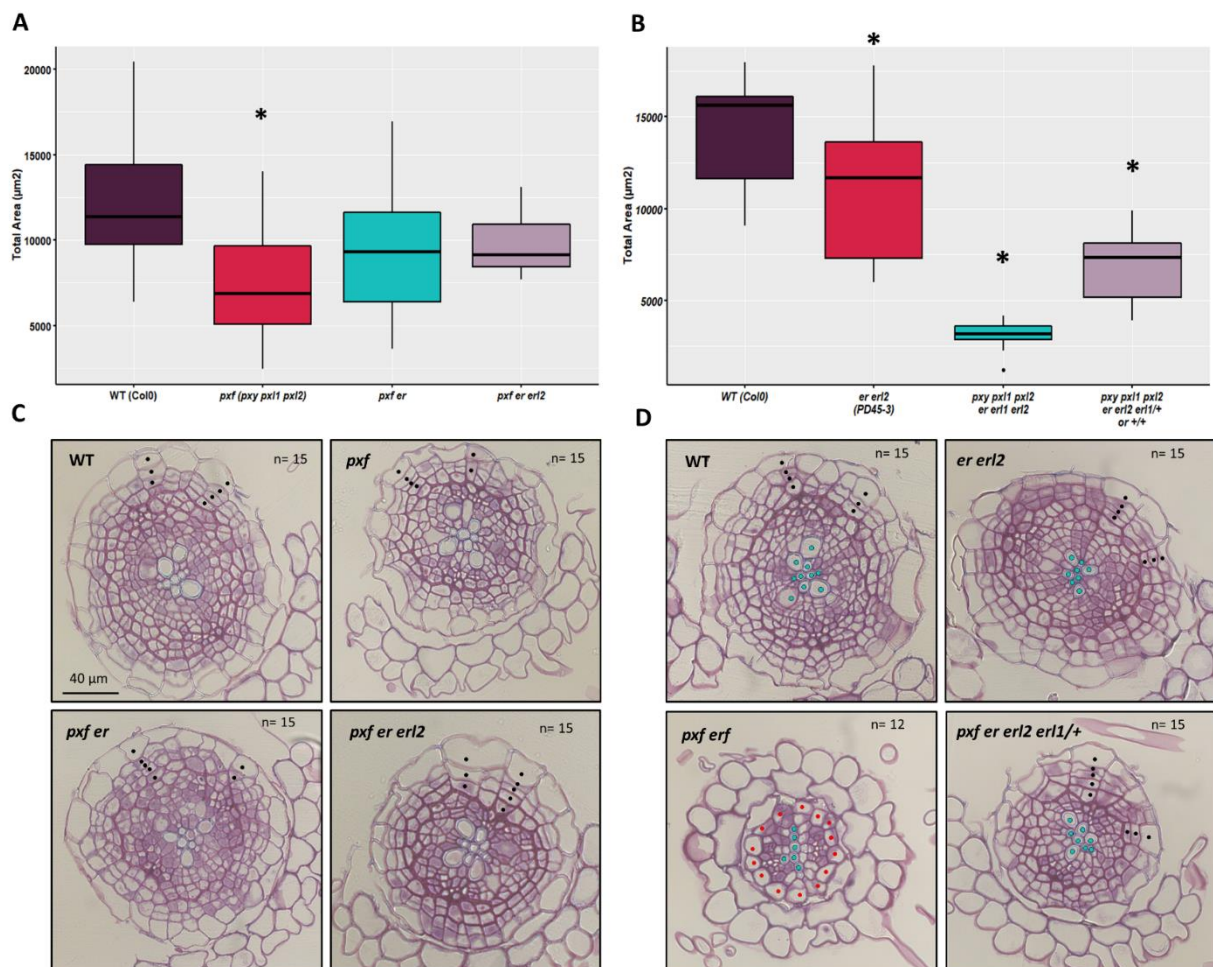 A
Total Area (µm2)
20000
15000
10000
5000
*
WT (Col0)
pxf (pxy pxl1 pxl2)
pxf er
pxf er erl2
B
Total Area (µm2)
15000
10000
5000
*
*
*
WT (Col0)
er erl2
(PD45-3)
pxy pxl1 pxl2
er erl1 erl2
pxy pxl1 pxl2
er erl2 erl1/+
or +/+
C
WT
n= 15
40 µm
pxf
n= 15
pxf er
n= 15
pxf er erl2
n= 15
D
WT
n= 15
er erl2
n= 15
pxf erf
n= 12
pxf er erl2 erl1/+
n= 15